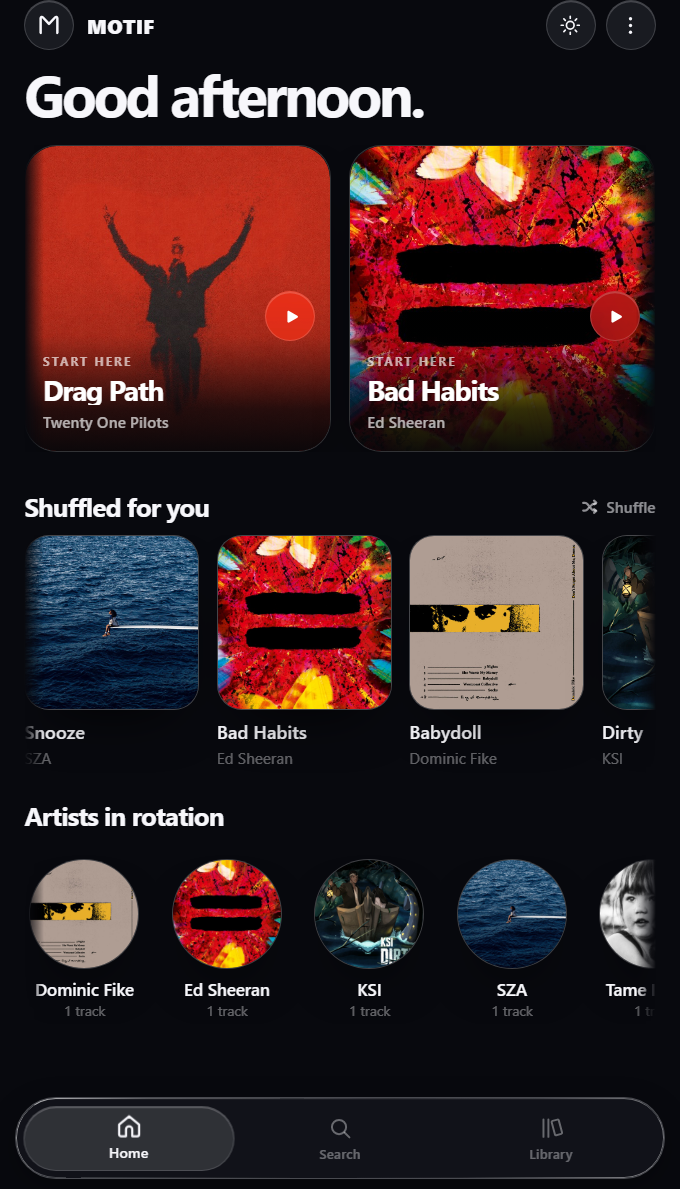 MOTIF
Good afternoon.
START HERE
Drag Path
Twenty One Pilots
START HERE
Bad Habits
Ed Sheeran
Shuffled for you
Shuffle
Snooze
SZA
Bad Habits
Ed Sheeran
Babydoll
Dominic Fike
Dirty
KSI
Artists in rotation
KSI
Dominic Fike
1 track
Ed Sheeran
1 track
KSI
1 track
SZA
1 track
Tame
Home
Search
Library